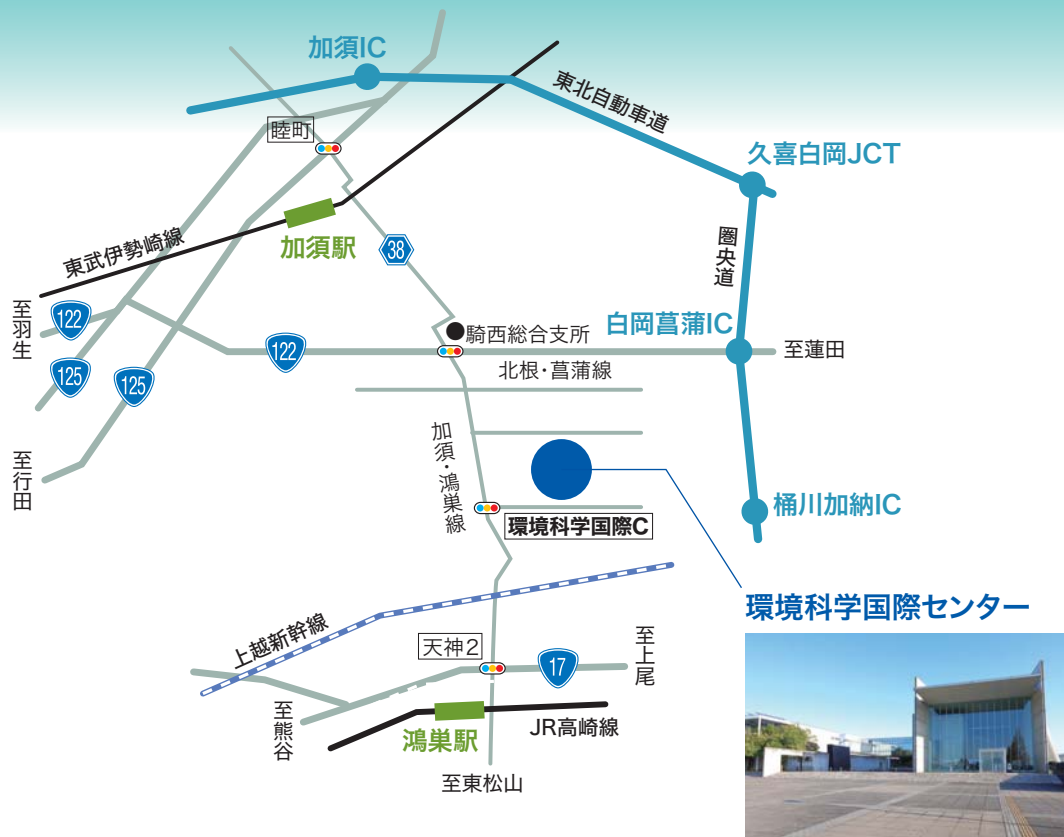 加須IC
東北自動車道
睦町
久喜白岡JCT
東武伊勢崎線
加須駅
38
圏央道
至羽生
122
122
騎西総合支所
白岡菖蒲IC
至蓮田
125
125
北根・菖蒲線
至行田
加須・鴻巣線
環境科学国際C
桶川加納IC
環境科学国際センター
上越新幹線
天神2
17
至上尾
至熊谷
鴻巣駅
JR高崎線
至東松山